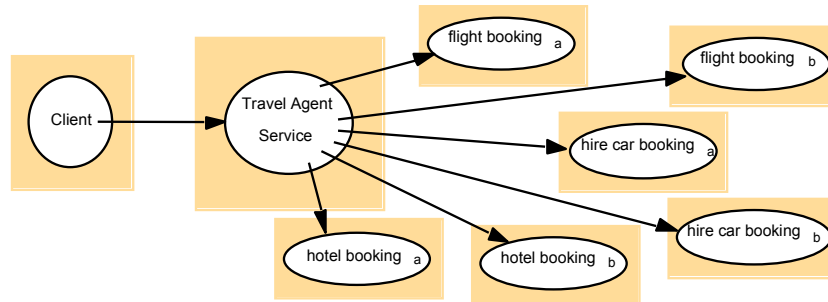 flight booking a
flight booking b
Client
Travel Agent
Service
hire car booking a
hire car booking b
hotel booking a
hotel booking b